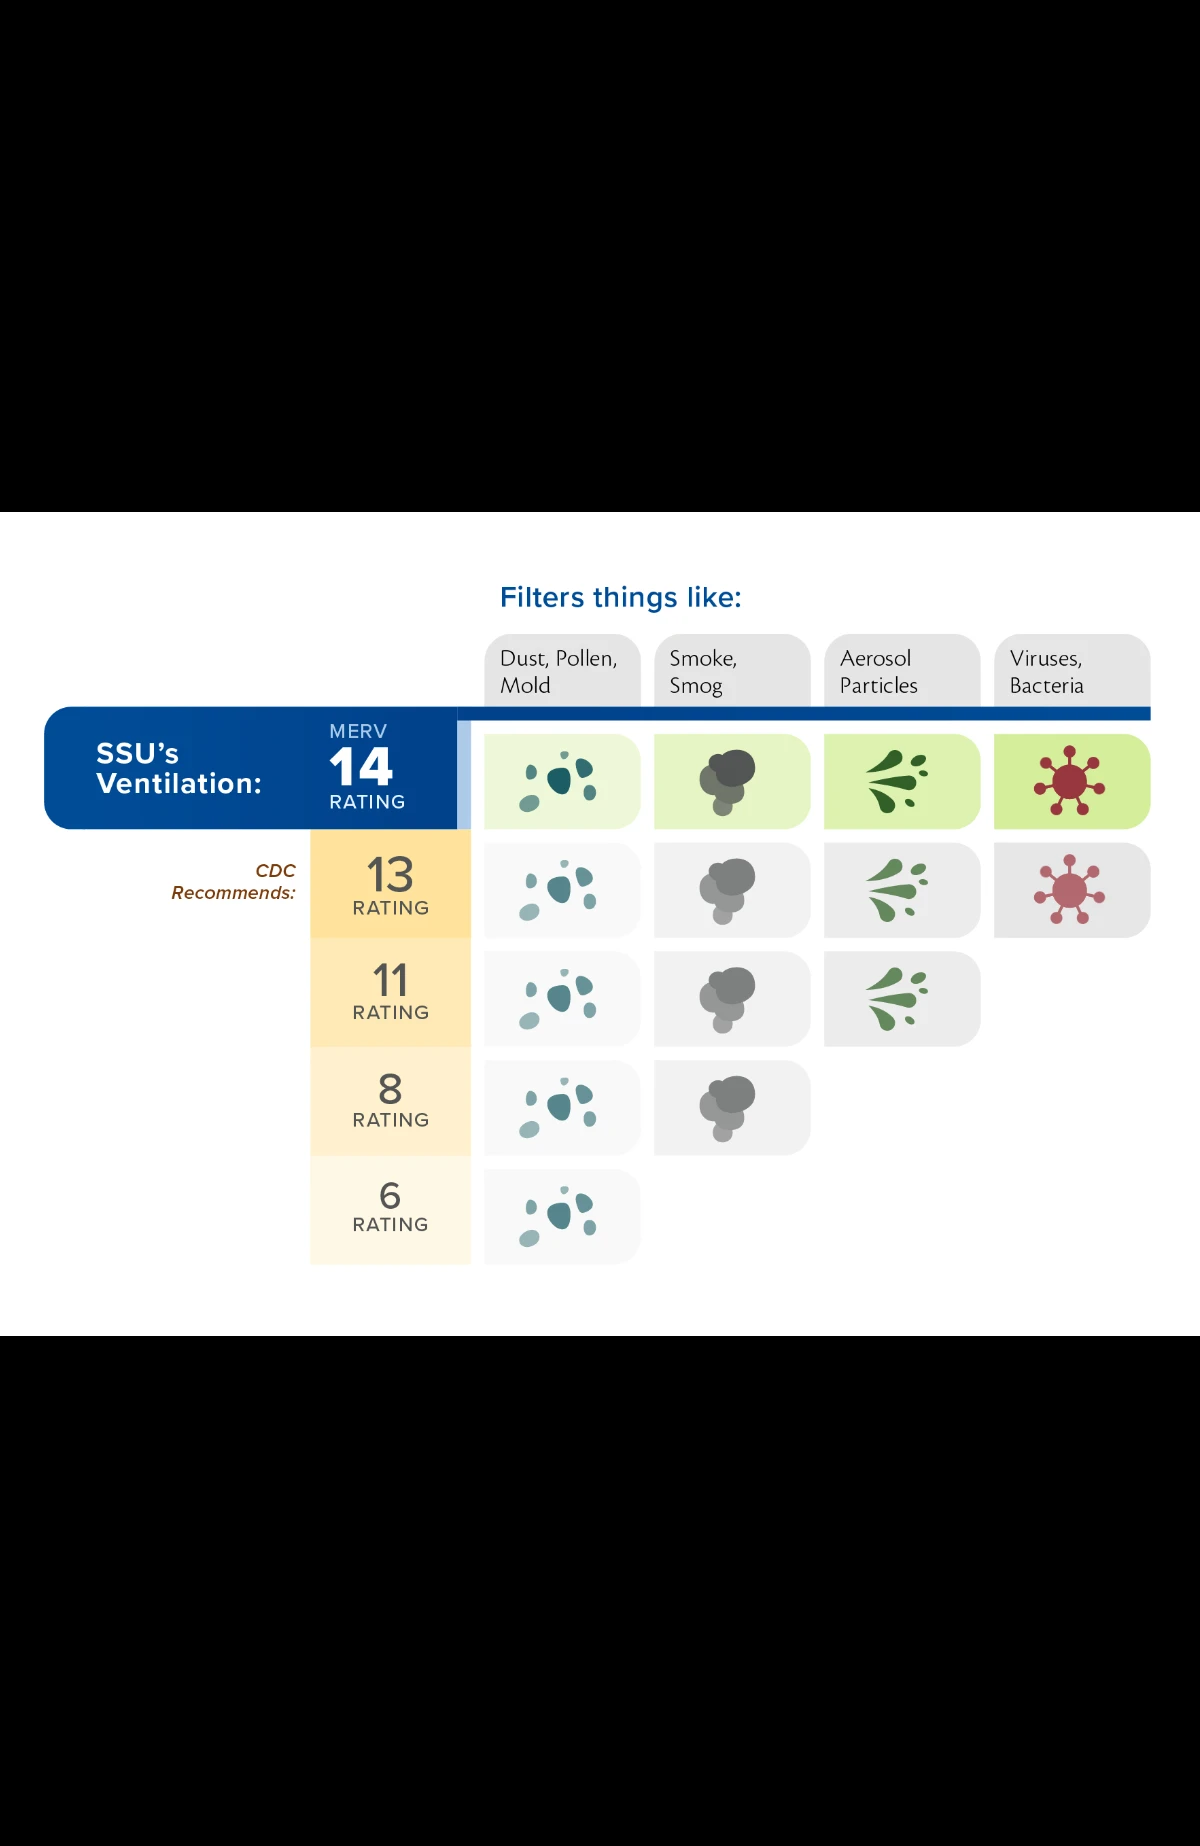 Filters things like:
Dust, Pollen,
Mold
Smoke,
Smog
Aerosol
Particles
Viruses,
Bacteria
SSU’s
Ventilation:
MERV
14
RATING
CDC
Recommends:
13
RATING
11
RATING
8
RATING
6
RATING